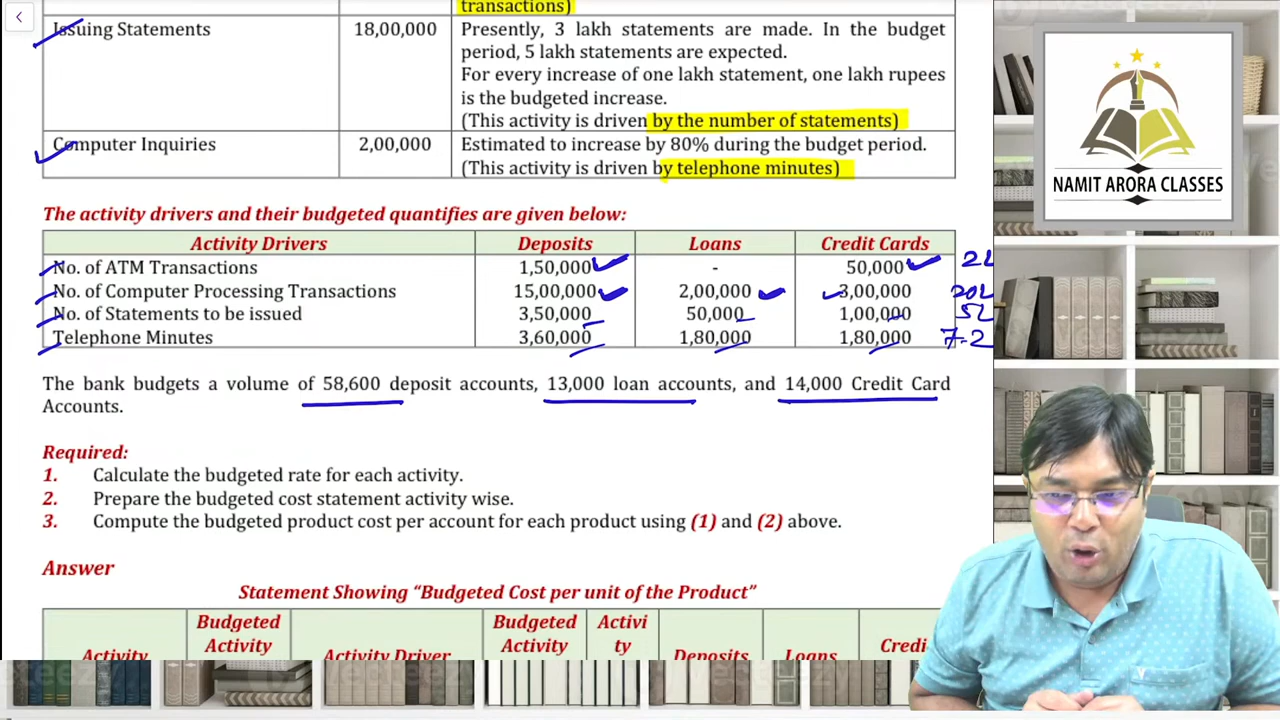 transactions)
Issuing Statements 18,00,000 Presently, 3 lakh statements are made. In the budget
period, 5 lakh statements are expected.
For every increase of one lakh statement, one lakh rupees
is the budgeted increase.
(This activity is driven by the number of statements)
Computer Inquiries 2,00,000 Estimated to increase by 80% during the budget period.
(This activity is driven by telephone minutes)
The activity drivers and their budgeted quantifies are given below:
Activity Drivers Deposits Loans Credit Cards
No. of ATM Transactions 1,50,000 - 50,000 2L
No. of Computer Processing Transactions 15,00,000 2,00,000 3,00,000 20L
No. of Statements to be issued 3,50,000 50,000 1,00,000 5L
Telephone Minutes 3,60,000 1,80,000 1,80,000 7.2
The bank budgets a volume of 58,600 deposit accounts, 13,000 loan accounts, and 14,000 Credit Card
Accounts.
Required:
1. Calculate the budgeted rate for each activity.
2. Prepare the budgeted cost statement activity wise.
3. Compute the budgeted product cost per account for each product using (1) and (2) above.
Answer
Statement Showing “Budgeted Cost per unit of the Product”
Budgeted Budgeted Activi
Activity Activity ty
Activity Activity Driver Deposits Loans Credi
NAMIT ARORA CLASSES